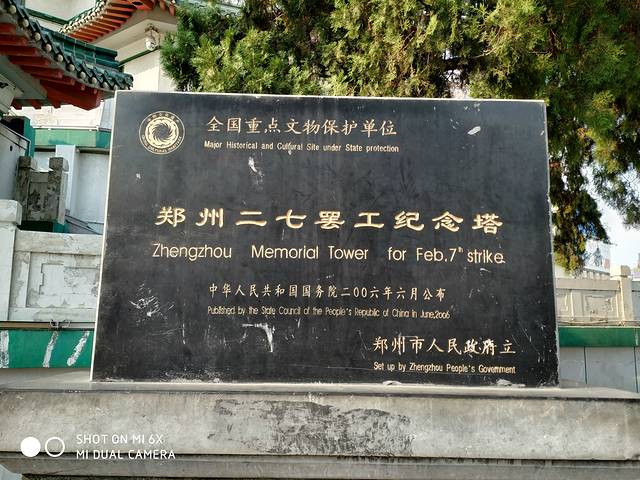 全国重点文物保护单位
Major Historical and Cultural Site under State protection
郑州二七罢工纪念塔
Zhengzhou Memorial Tower for Feb.7th strike.
中华人民共和国国务院二00六年六月公布
Published by the State Council of the People's Republic of China in June,2006
郑州市人民政府立
Set up by Zhengzhou People's Government
SHOT ON MI 6X
MI DUAL CAMERA